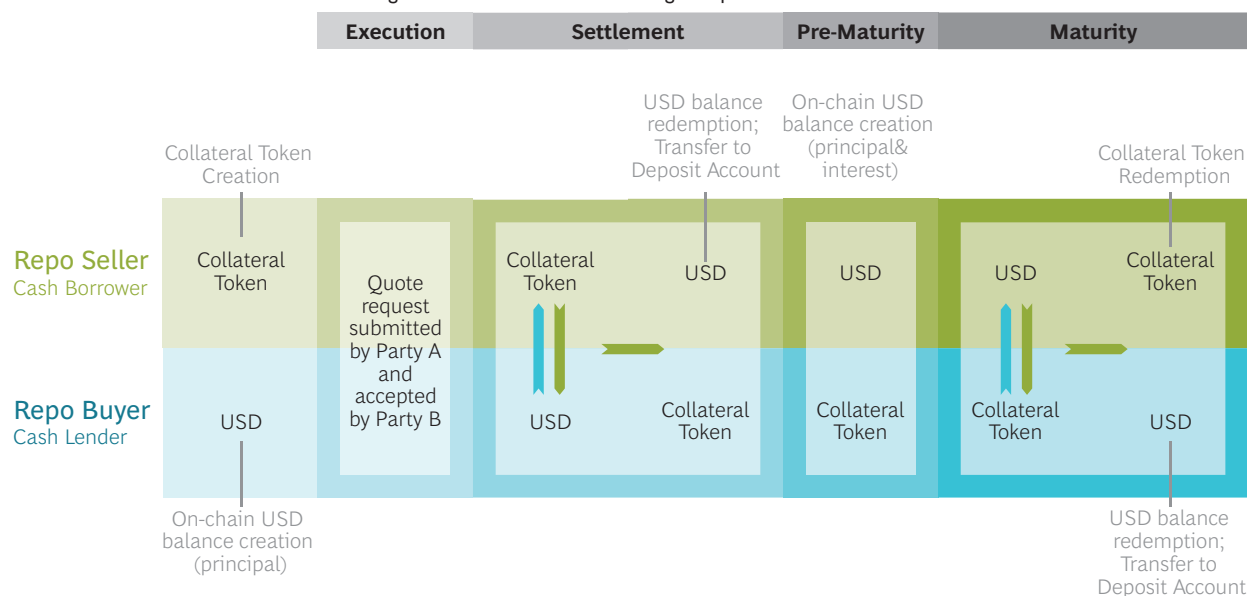 Execution
Settlement
Pre-Maturity
Maturity
Collateral Token
Creation
USD balance
redemption;
Transfer to
Deposit Account
On-chain USD
balance creation
(principal&
interest)
Collateral Token
Redemption
Repo Seller
Cash Borrower
Collateral
Token
Quote
request
submitted
by Party A
and
accepted
by Party B
Collateral
Token
USD
USD
USD
Collateral
Token
Repo Buyer
Cash Lender
USD
USD
Collateral
Token
Collateral
Token
Collateral
Token
USD
On-chain USD
balance creation
(principal)
USD balance
redemption;
Transfer to
Deposit Account